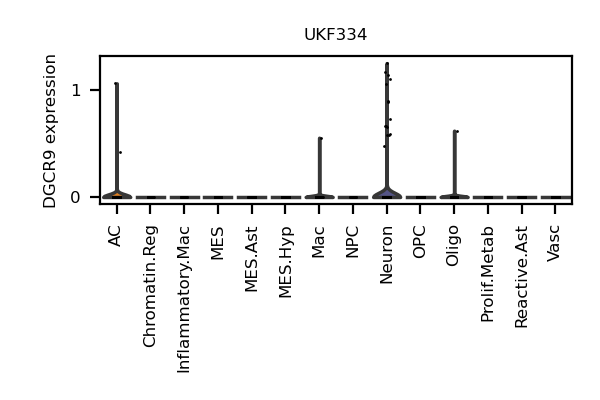 UKF334
DGCR9 expression
1
0
AC
Chromatin.Reg
Inflammatory.Mac
MES
MES.Ast
MES.Hyp
Mac
NPC
Neuron
OPC
Oligo
Prolif.Metab
Reactive.Ast
Vasc